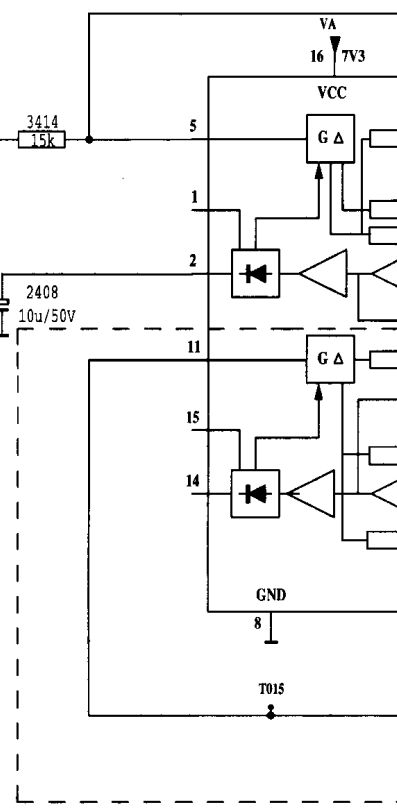 VA
16 7V3
VCC
3414
15k
5
G Δ
1
2
2408
10u/50V
11
G Δ
15
14
GND
8
T015